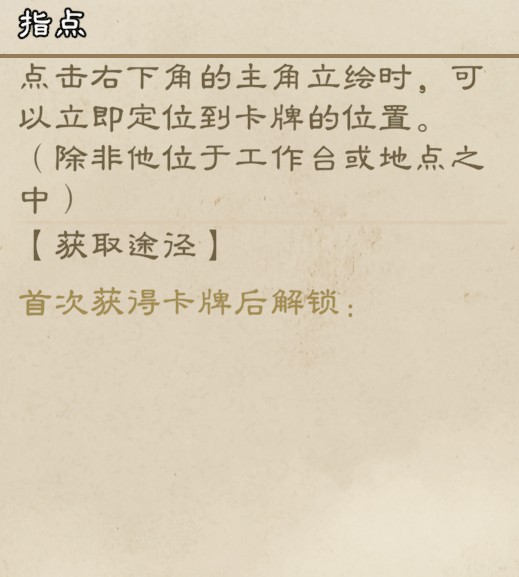 指点
点击右下角的主角立绘时，可
以立即定位到卡牌的位置。
（除非他位于工作台或地点之
中）
【获取途径】
首次获得卡牌后解锁：